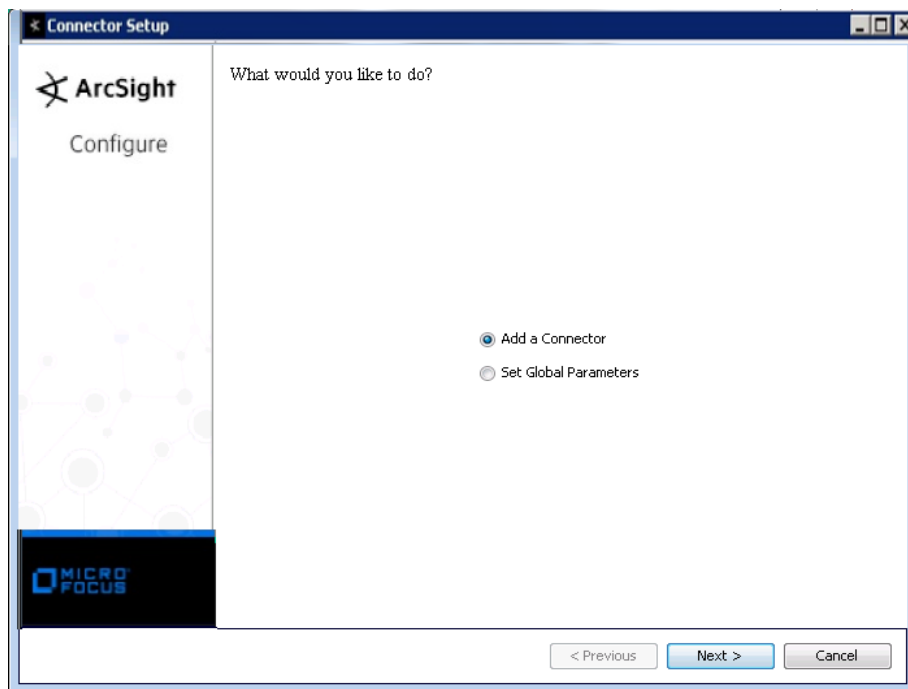 Connector Setup
ArcSight
Configure
What would you like to do?
Add a Connector
Set Global Parameters
MICRO
FOCUS
< Previous
Next >
Cancel